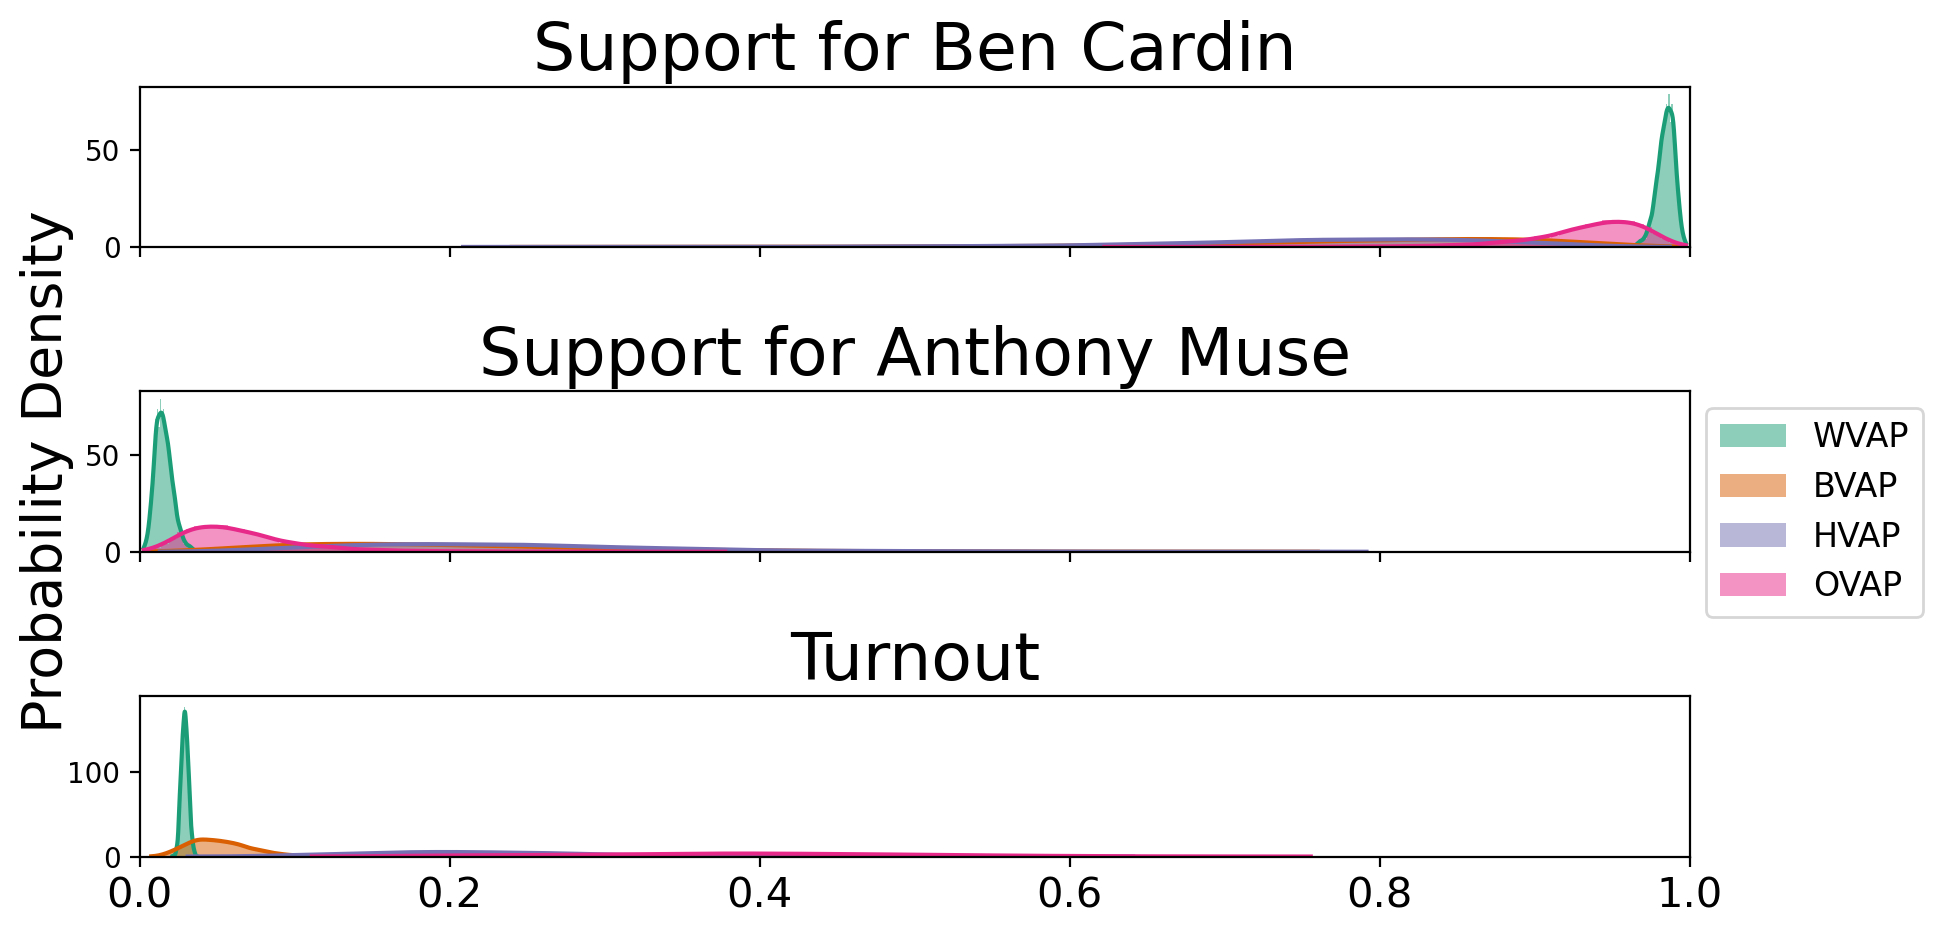 Support for Ben Cardin
50
0
Support for Anthony Muse
50
0
Probability Density
WVAP
BVAP
HVAP
OVAP
Turnout
100
0
0.0 0.2 0.4 0.6 0.8 1.0